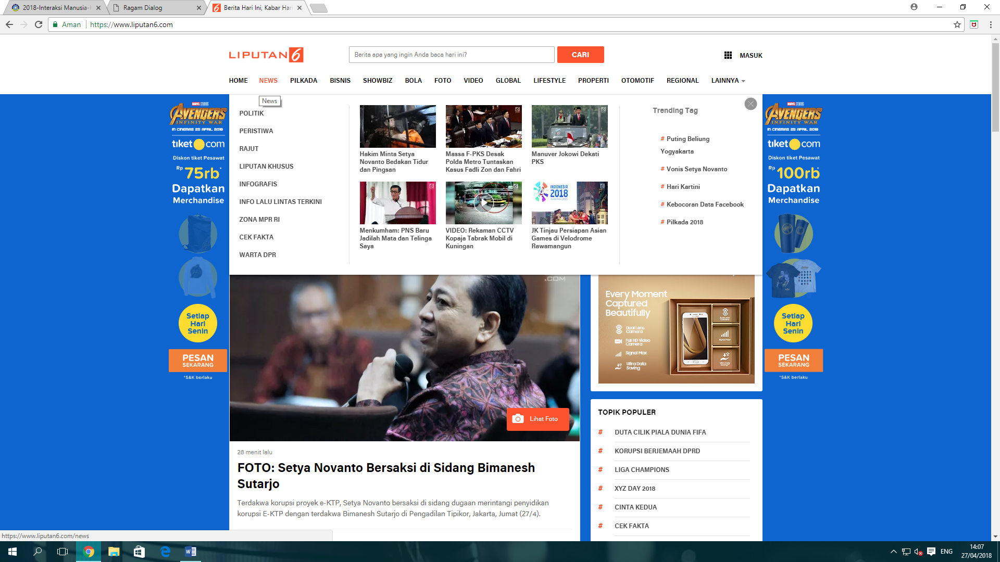 2018-Interaksi Manusia-
Ragam Dialog
Berita Hari Ini, Kabar Har
Aman
https://www.liputan6.com
LIPUTAN6
Berita apa yang ingin Anda baca hari ini?
CARI
MASUK
HOME NEWS PILKADA BISNIS SHOWBIZ BOLA FOTO VIDEO GLOBAL LIFESTYLE PROPERTI OTOMOTIF REGIONAL LAINNYA
News
POLITIK
PERISTIWA
RAJUT
LIPUTAN KHUSUS
INFOGRAFIS
INFO LALU LINTAS TERKINI
ZONA MPR RI
CEK FAKTA
WARTA DPR
Hakim Minta Setya
Novanto Bedakan Tidur
dan Pingsan
Massa F-PKS Desak
Polda Metro Tuntaskan
Kasus Fadli Zon dan Fahri
Manuver Jokowi Dekati
PKS
INDONESIA
2018
Menkumham: PNS Baru
Jadilah Mata dan Telinga
Saya
VIDEO: Rekaman CCTV
Kopaja Tabrak Mobil di
Kuningan
JK Tinjau Persiapan Asian
Games di Velodrome
Rawamangun
Trending Tag
# Puting Beliung
Yogyakarta
# Vonis Setya Novanto
# Hari Kartini
# Kebocoran Data Facebook
# Pilkada 2018
MARVEL STUDIOS
AVENGERS
INFINITY WAR
IN CINEMAS 25 APRIL 2018
tiket.com
Diskon tiket Pesawat
Rp 75rb*
Dapatkan
Merchandise
Setiap
Hari
Senin
PESAN
SEKARANG
*S&K berlaku
MARVEL STUDIOS
AVENGERS
INFINITY WAR
IN CINEMAS 25 APRIL 2018
tiket.com
Diskon tiket Pesawat
Rp 100rb*
Dapatkan
Merchandise
Setiap
Hari
Senin
PESAN
SEKARANG
*S&K berlaku
.COM
Lihat Foto
28 menit lalu
FOTO: Setya Novanto Bersaksi di Sidang Bimanesh
Sutarjo
Terdakwa korupsi proyek e-KTP, Setya Novanto bersaksi di sidang dugaan merintangi penyidikan
korupsi E-KTP dengan terdakwa Bimanesh Sutarjo di Pengadilan Tipikor, Jakarta, Jumat (27/4).
Every Moment
Captured
Beautifully
Dual Lens
Camera
Full HD Video
Camera
Signal Max
Ultra Data
Saving
Dual Lens
Camera
Signal Max
Ultra Data
Saving
TOPIK POPULER
# DUTA CILIK PIALA DUNIA FIFA
# KORUPSI BERJEMAAH DPRD
# LIGA CHAMPIONS
# XYZ DAY 2018
# CINTA KEDUA
# CEK FAKTA
https://www.liputan6.com/news
ENG
14:07
27/04/2018